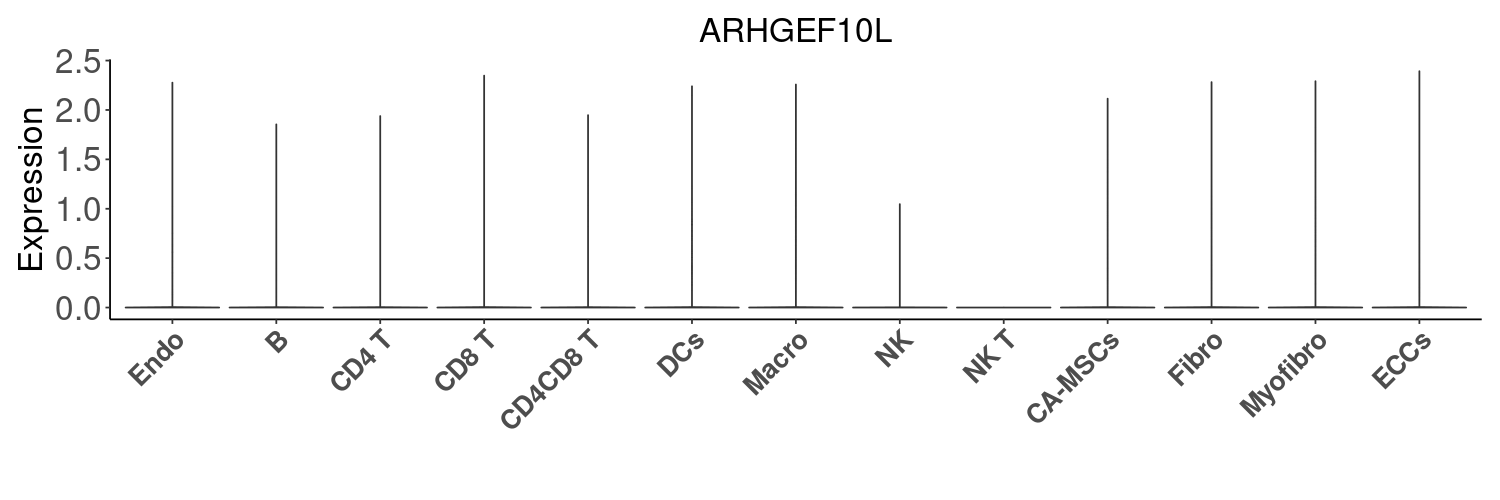 ARHGEF10L
Expression
2.5
2.0
1.5
1.0
0.5
0.0
Endo
B
CD4 T
CD8 T
CD4CD8 T
DCs
Macro
NK
NK T
CA-MSCs
Fibro
Myofibro
ECCs